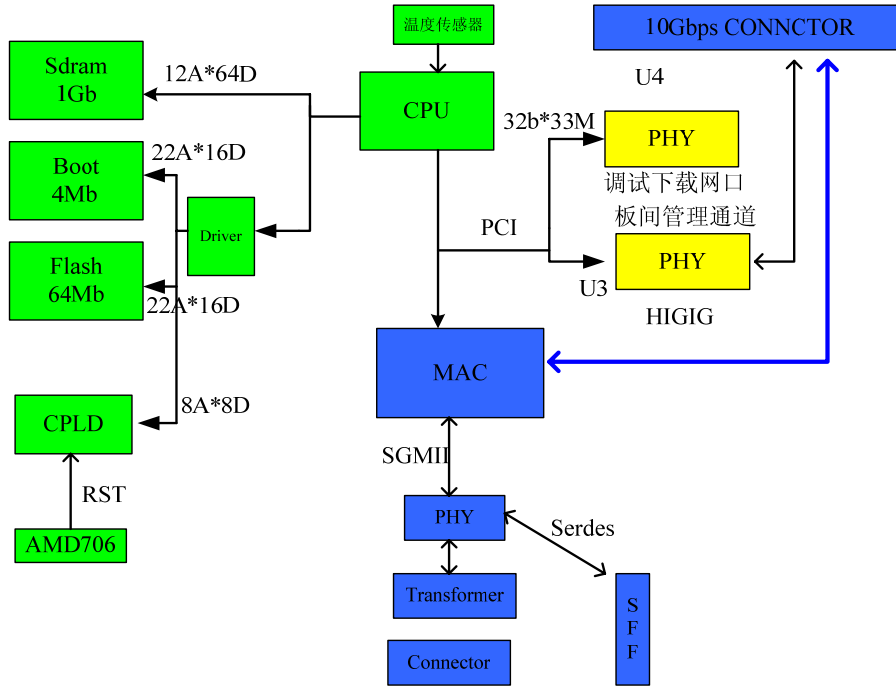 温度传感器
10Gbps CONNCTOR
Sdram
1Gb
12A*64D
CPU
U4
32b*33M
PHY
Boot
4Mb
22A*16D
调试下载网口
板间管理通道
Driver
PCI
PHY
Flash
64Mb
22A*16D
U3
HIGIG
MAC
CPLD
8A*8D
SGMII
RST
PHY
Serdes
AMD706
Transformer
S
F
F
Connector